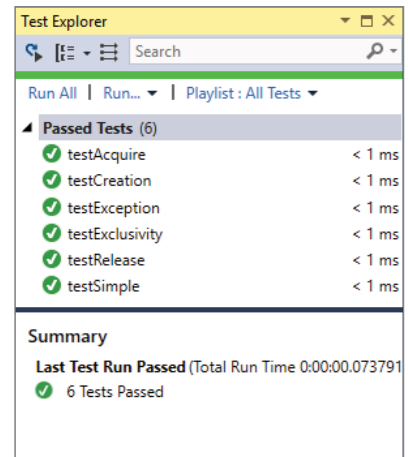 Test Explorer
Search
Run All | Run... | Playlist : All Tests
Passed Tests (6)
testAcquire < 1 ms
testCreation < 1 ms
testException < 1 ms
testExclusivity < 1 ms
testRelease < 1 ms
testSimple < 1 ms
Summary
Last Test Run Passed (Total Run Time 0:00:00.073791
6 Tests Passed